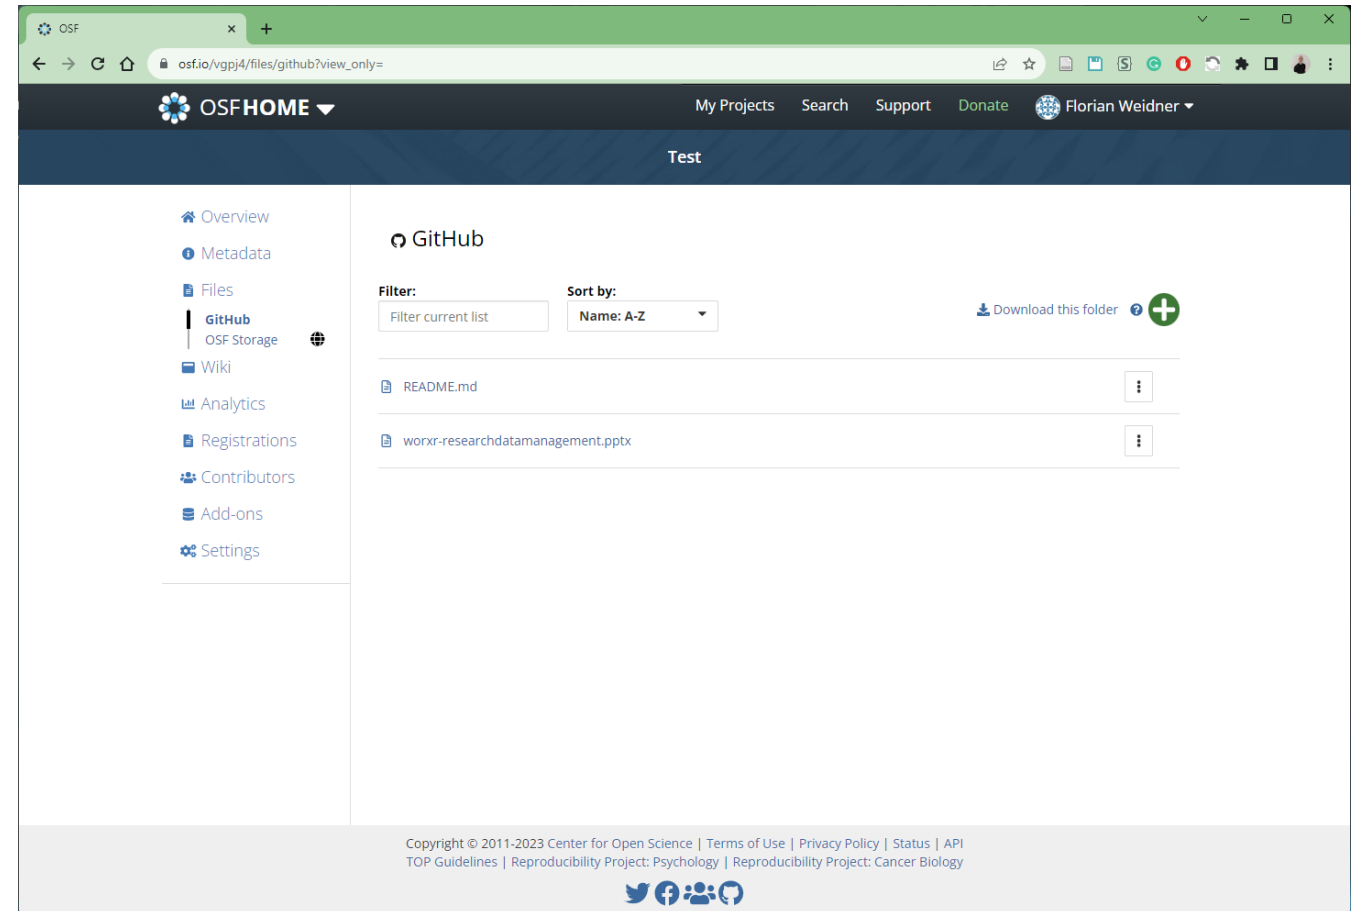 OSF
osf.io/vgpj4/files/github?view_only=
OSFHOME My Projects Search Support Donate Florian Weidner
Test
Overview
Metadata
Files
GitHub
OSF Storage
Wiki
Analytics
Registrations
Contributors
Add-ons
Settings
GitHub
Filter: Sort by:
Filter current list Name: A-Z Download this folder
README.md
worxr-researchdatamanagement.pptx
Copyright © 2011-2023 Center for Open Science | Terms of Use | Privacy Policy | Status | API
TOP Guidelines | Reproducibility Project: Psychology | Reproducibility Project: Cancer Biology